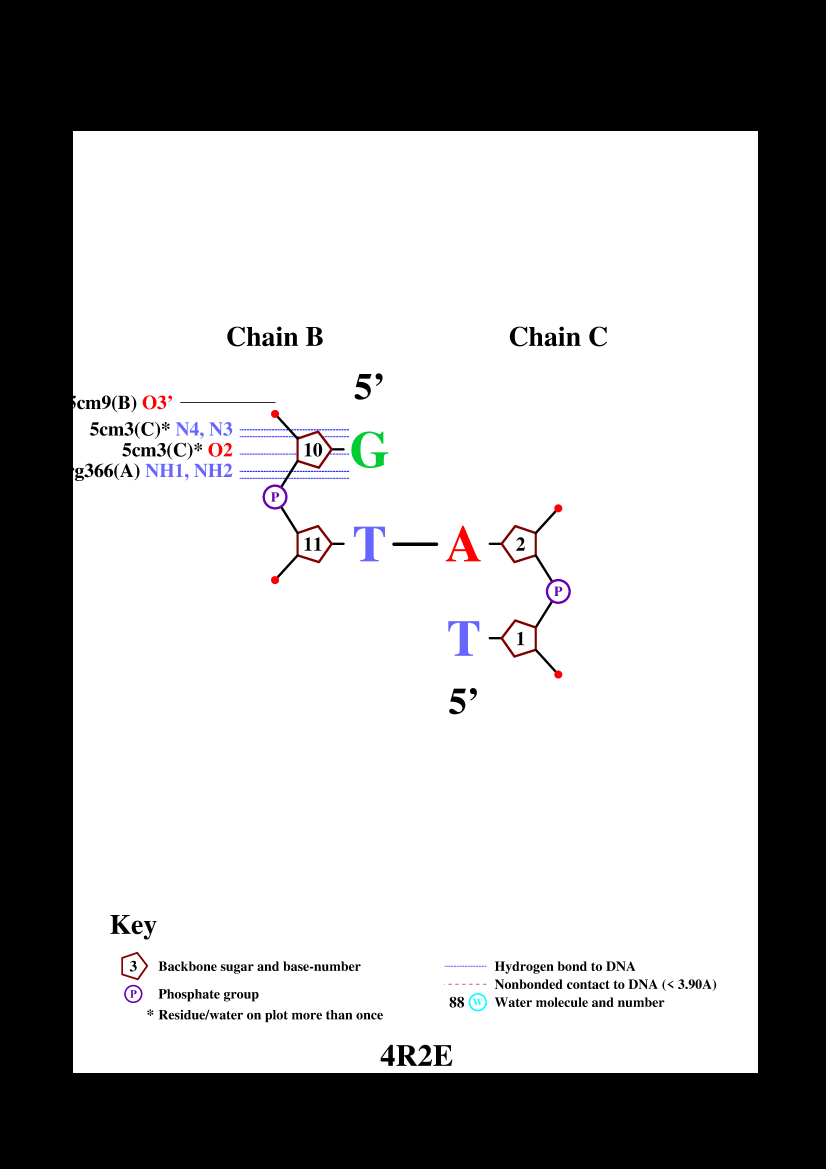 Chain B Chain C
5’
5cm9(B) O3’
5cm3(C)* N4, N3
5cm3(C)* O2
10 G
rg366(A) NH1, NH2
P
11 T A 2
P
T 1
5’
Key
3 Backbone sugar and base-number
P Phosphate group
* Residue/water on plot more than once
Hydrogen bond to DNA
Nonbonded contact to DNA (< 3.90A)
88 W Water molecule and number
4R2E